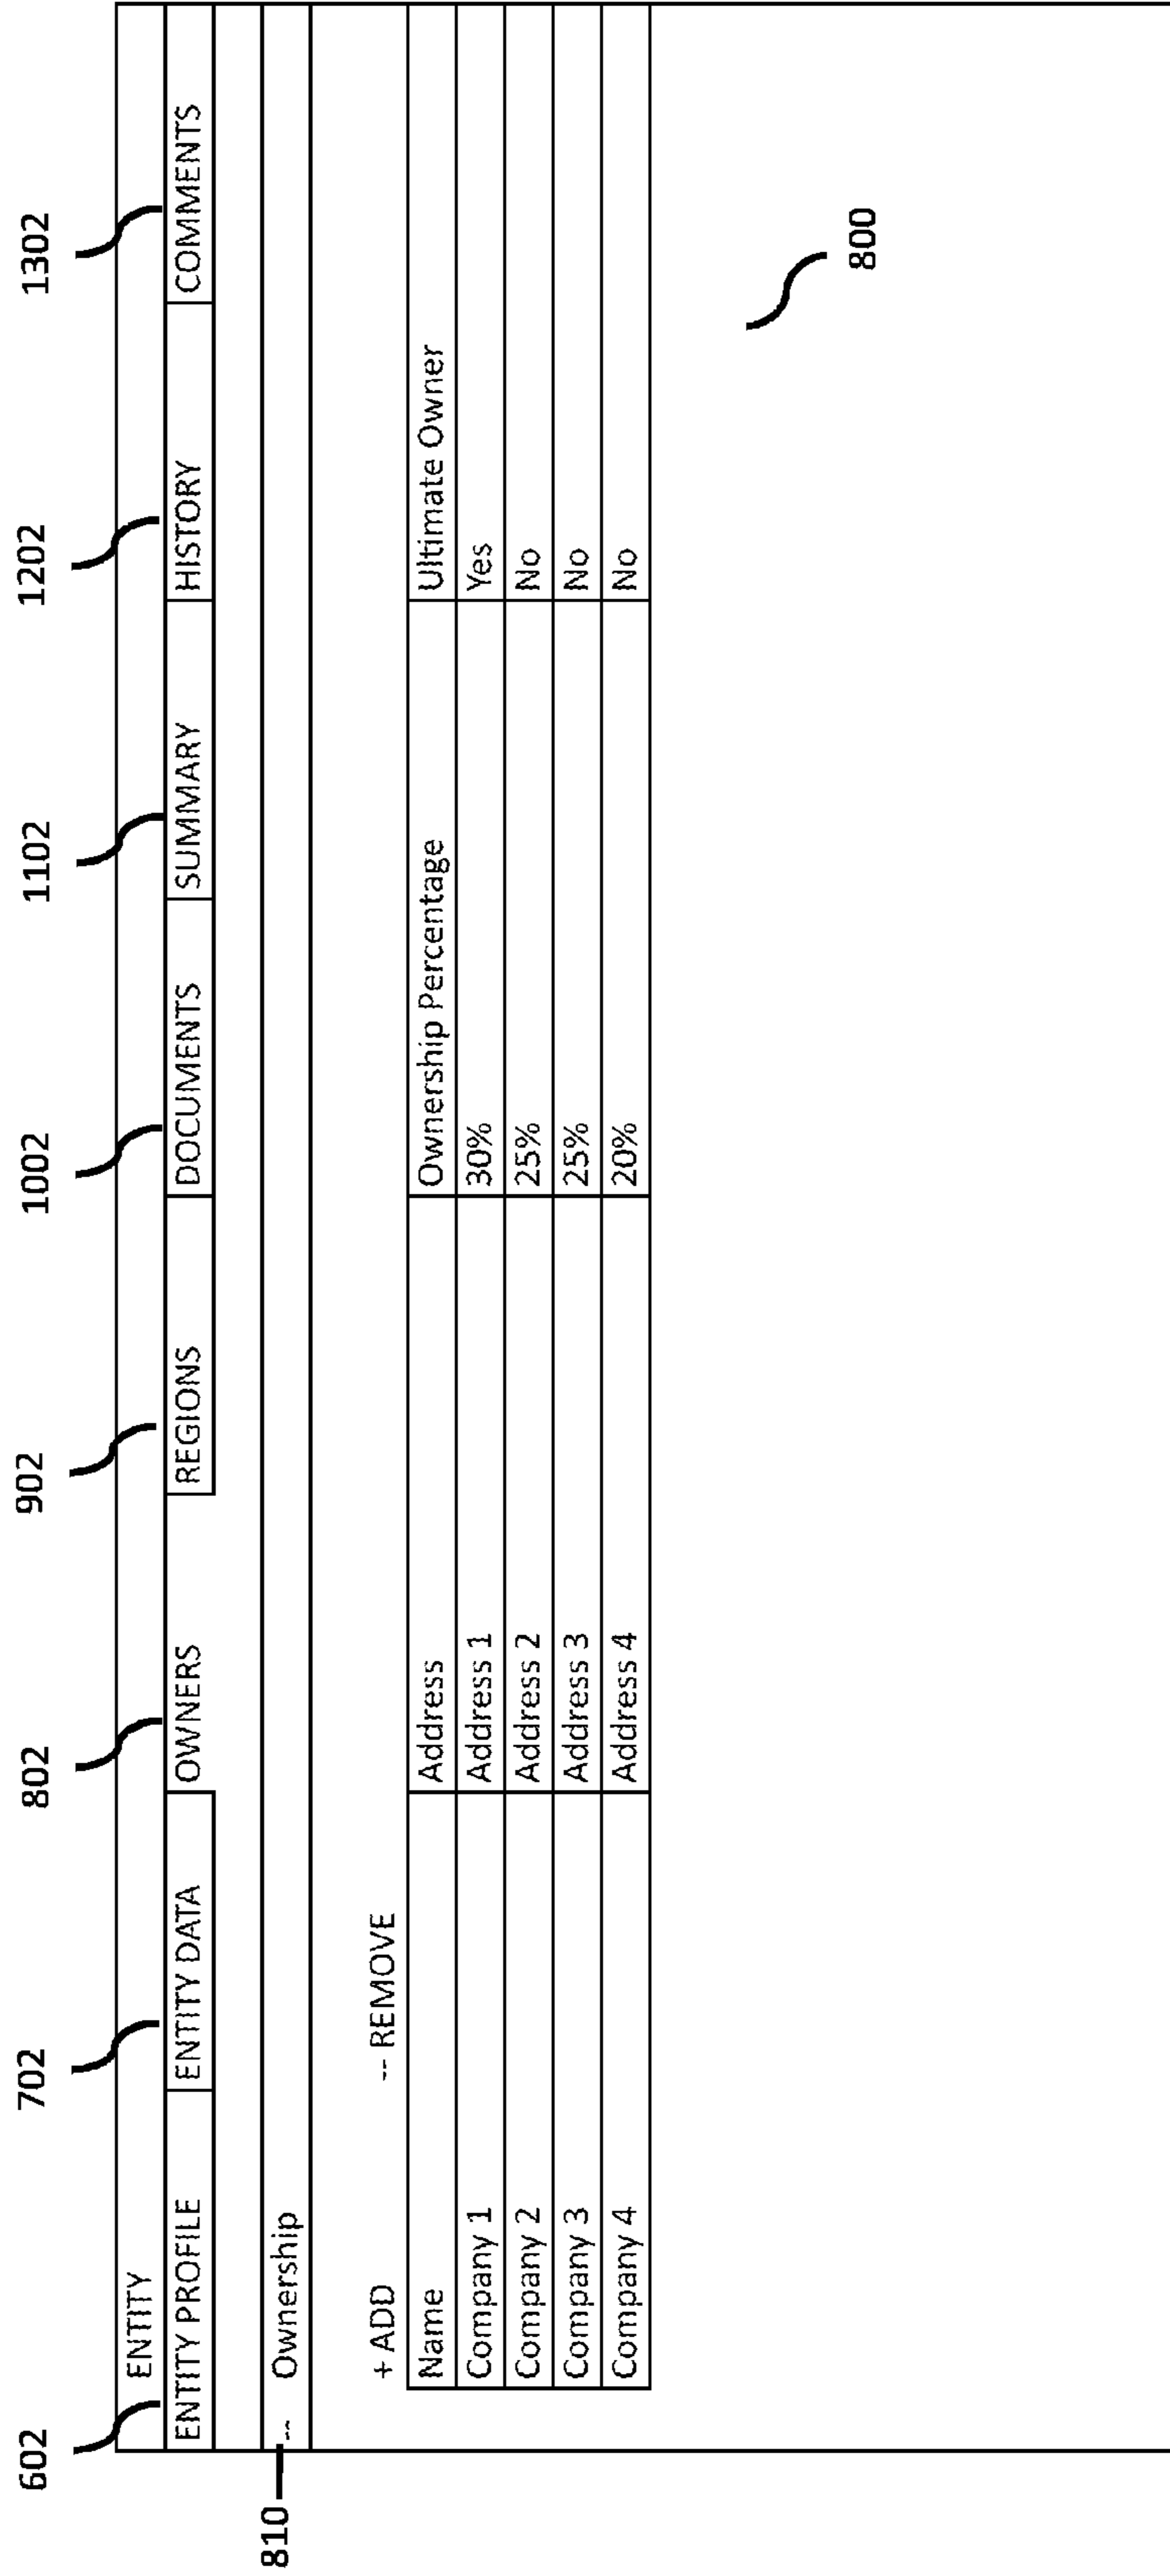 602 702 802 902 1002 1102 1202 1302
ENTITY
ENTITY PROFILE ENTITY DATA OWNERS REGIONS DOCUMENTS SUMMARY HISTORY COMMENTS
810 -- Ownership
+ ADD -- REMOVE
Name Address Ownership Percentage Ultimate Owner
Company 1 Address 1 30% Yes
Company 2 Address 2 25% No
Company 3 Address 3 25% No
Company 4 Address 4 20% No
800